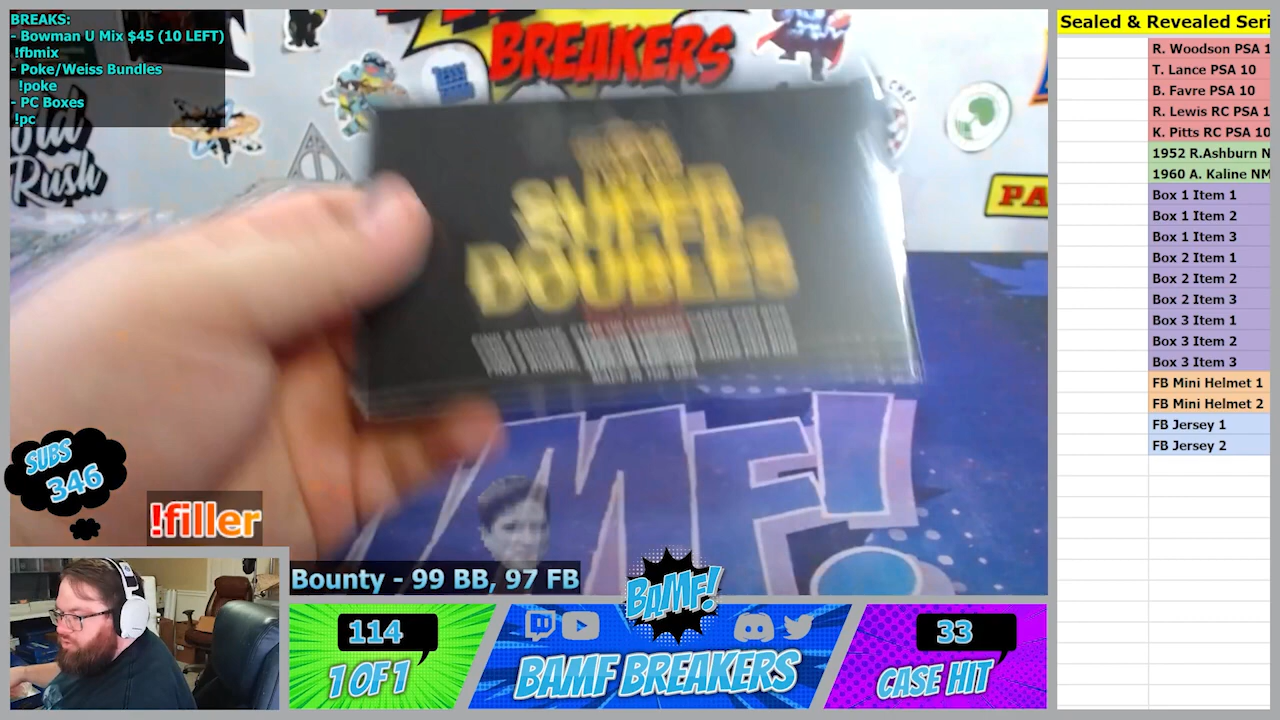 BREAKS:
- Bowman U Mix $45 (10 LEFT)
!fbmix
- Poke/Weiss Bundles
!poke
- PC Boxes
!pc
BREAKERS
Old
Rush
PA
SUPER
DOUBLES
MF!
SUBS
346
!filler
Bounty - 99 BB, 97 FB
BAMF!
114
1 OF 1
BAMF BREAKERS
33
CASE HIT
Sealed & Revealed Seri
R. Woodson PSA 1
T. Lance PSA 10
B. Favre PSA 10
R. Lewis RC PSA 1
K. Pitts RC PSA 10
1952 R.Ashburn N
1960 A. Kaline NM
Box 1 Item 1
Box 1 Item 2
Box 1 Item 3
Box 2 Item 1
Box 2 Item 2
Box 2 Item 3
Box 3 Item 1
Box 3 Item 2
Box 3 Item 3
FB Mini Helmet 1
FB Mini Helmet 2
FB Jersey 1
FB Jersey 2